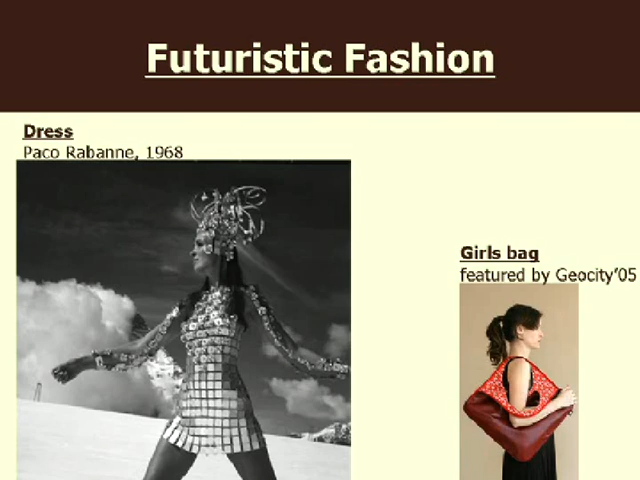 Futuristic Fashion
Dress
Paco Rabanne, 1968
Girls bag
featured by Geocity'05